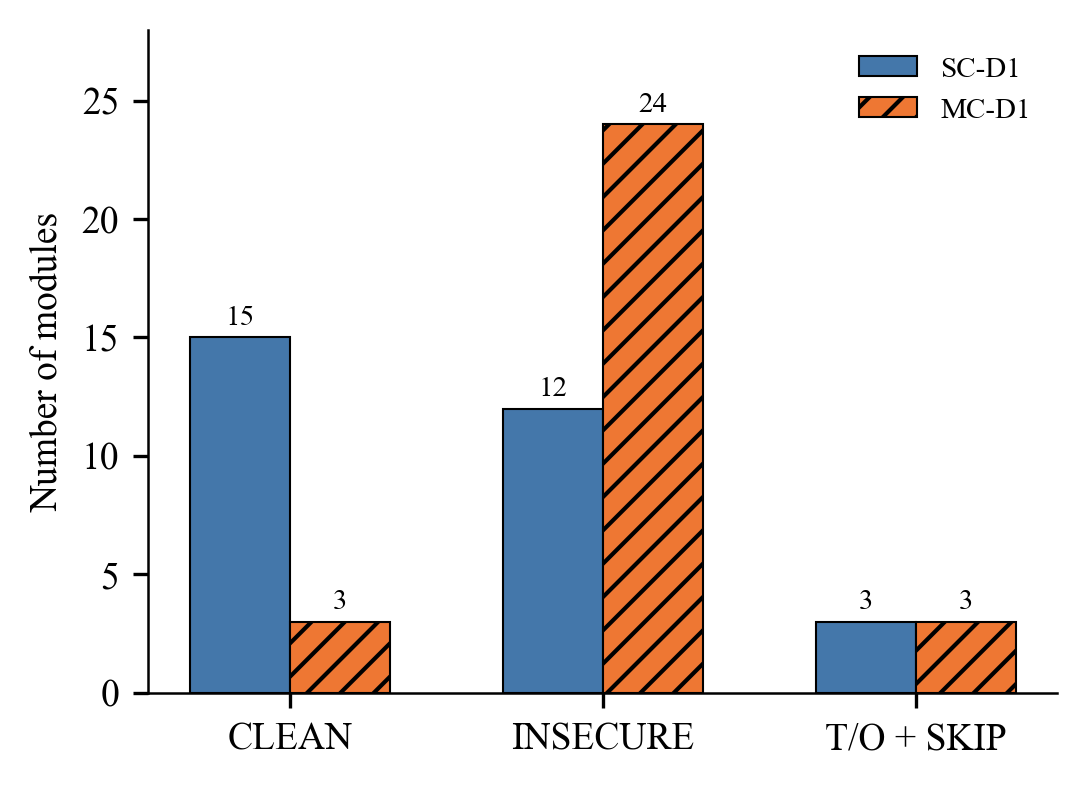 SC-D1
MC-D1
Number of modules
25
20
15
10
5
0
15
3
12
24
3
3
CLEAN
INSECURE
T/O + SKIP